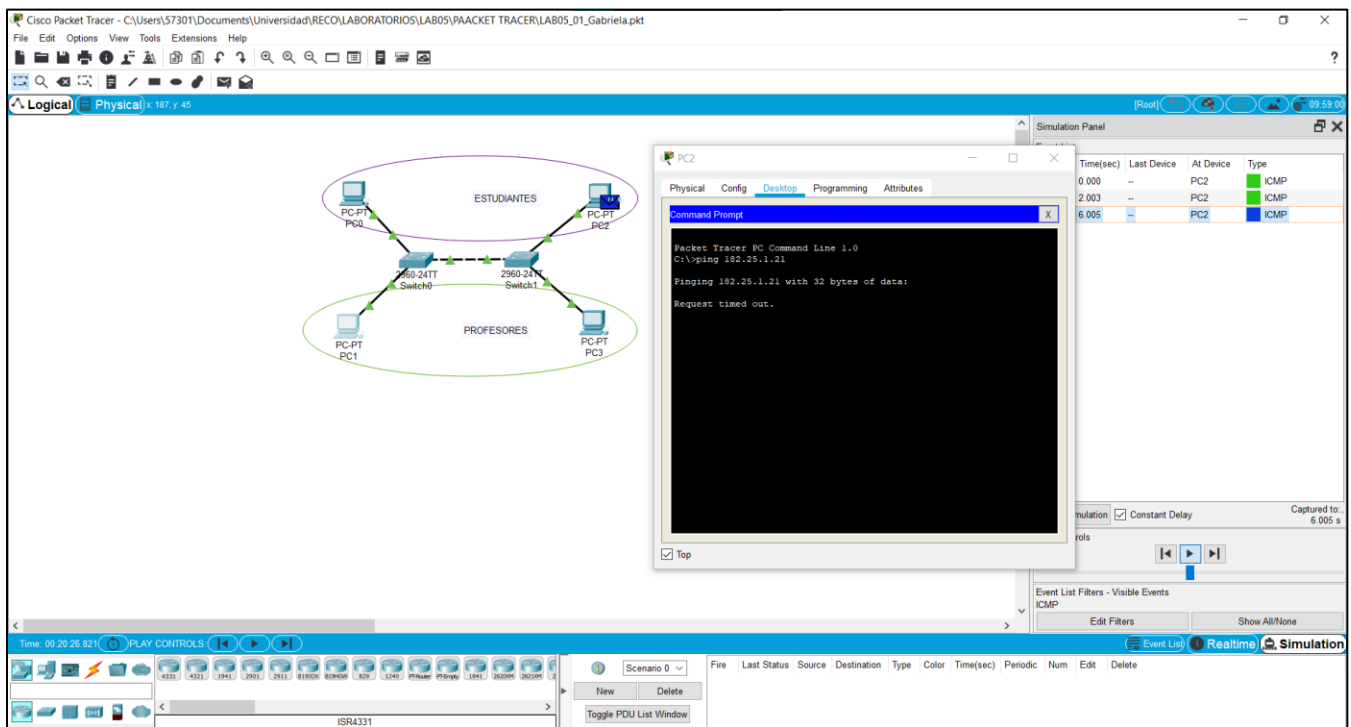 Cisco Packet Tracer - C:\Users\57301\Documents\Universidad\RECO\LABORATORIOS\LAB05\PAACKET TRACER\LAB05_01_Gabriela.pkt
File Edit Options View Tools Extensions Help
?
Logical Physical x: 187, y: 45
[Root] 09:59:00
Simulation Panel
Time(sec) Last Device At Device Type
0.000 -- PC2 ICMP
2.003 -- PC2 ICMP
6.005 -- PC2 ICMP
ESTUDIANTES
PC-PT
PC0
PC-PT
PC2
2960-24TT
Switch0
2960-24TT
Switch1
PROFESORES
PC-PT
PC1
PC-PT
PC3
PC2
Physical Config Desktop Programming Attributes
Command Prompt X
Packet Tracer PC Command Line 1.0
C:\>ping 182.25.1.21
Pinging 182.25.1.21 with 32 bytes of data:
Request timed out.
Top
Constant Delay
Captured to:
6.005 s
Event List Filters - Visible Events
ICMP
Edit Filters Show All/None
Time: 00:20:26.821 PLAY CONTROLS:
Event List Realtime Simulation
4331 4321 1941 2901 2911 819IOX 819HGW 829 1240 PT-Router PT-Empty 1841 2620XM 2621XM
ISR4331
Scenario 0
New Delete
Toggle PDU List Window
Fire Last Status Source Destination Type Color Time(sec) Periodic Num Edit Delete